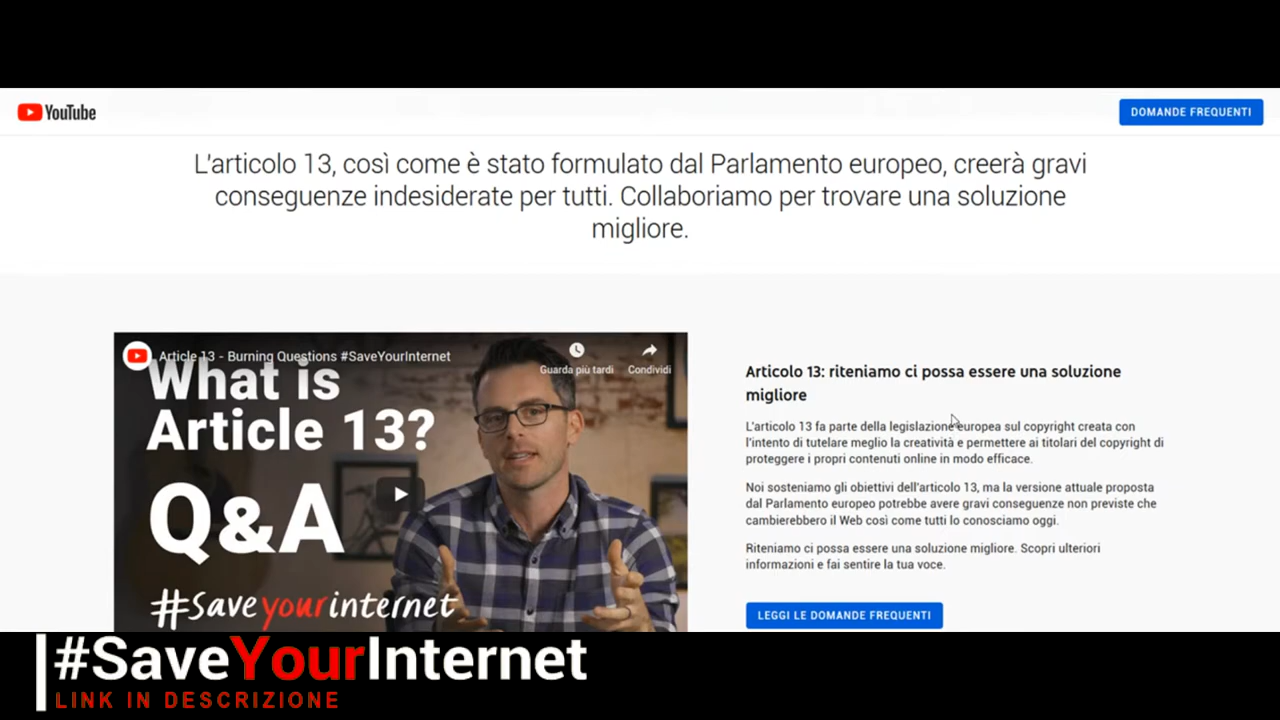 YouTube
DOMANDE FREQUENTI
L'articolo 13, così come è stato formulato dal Parlamento europeo, creerà gravi
conseguenze indesiderate per tutti. Collaboriamo per trovare una soluzione
migliore.
Article 13 - Burning Questions #SaveYourInternet
Guarda più tardi
Condividi
What is
Article 13?
Q&A
#saveyourinternet
Articolo 13: riteniamo ci possa essere una soluzione
migliore
L'articolo 13 fa parte della legislazione europea sul copyright creata con
l'intento di tutelare meglio la creatività e permettere ai titolari del copyright di
proteggere i propri contenuti online in modo efficace.
Noi sosteniamo gli obiettivi dell'articolo 13, ma la versione attuale proposta
dal Parlamento europeo potrebbe avere gravi conseguenze non previste che
cambierebbero il Web così come tutti lo conosciamo oggi.
Riteniamo ci possa essere una soluzione migliore. Scopri ulteriori
informazioni e fai sentire la tua voce.
LEGGI LE DOMANDE FREQUENTI
#SaveYourInternet
LINK IN DESCRIZIONE